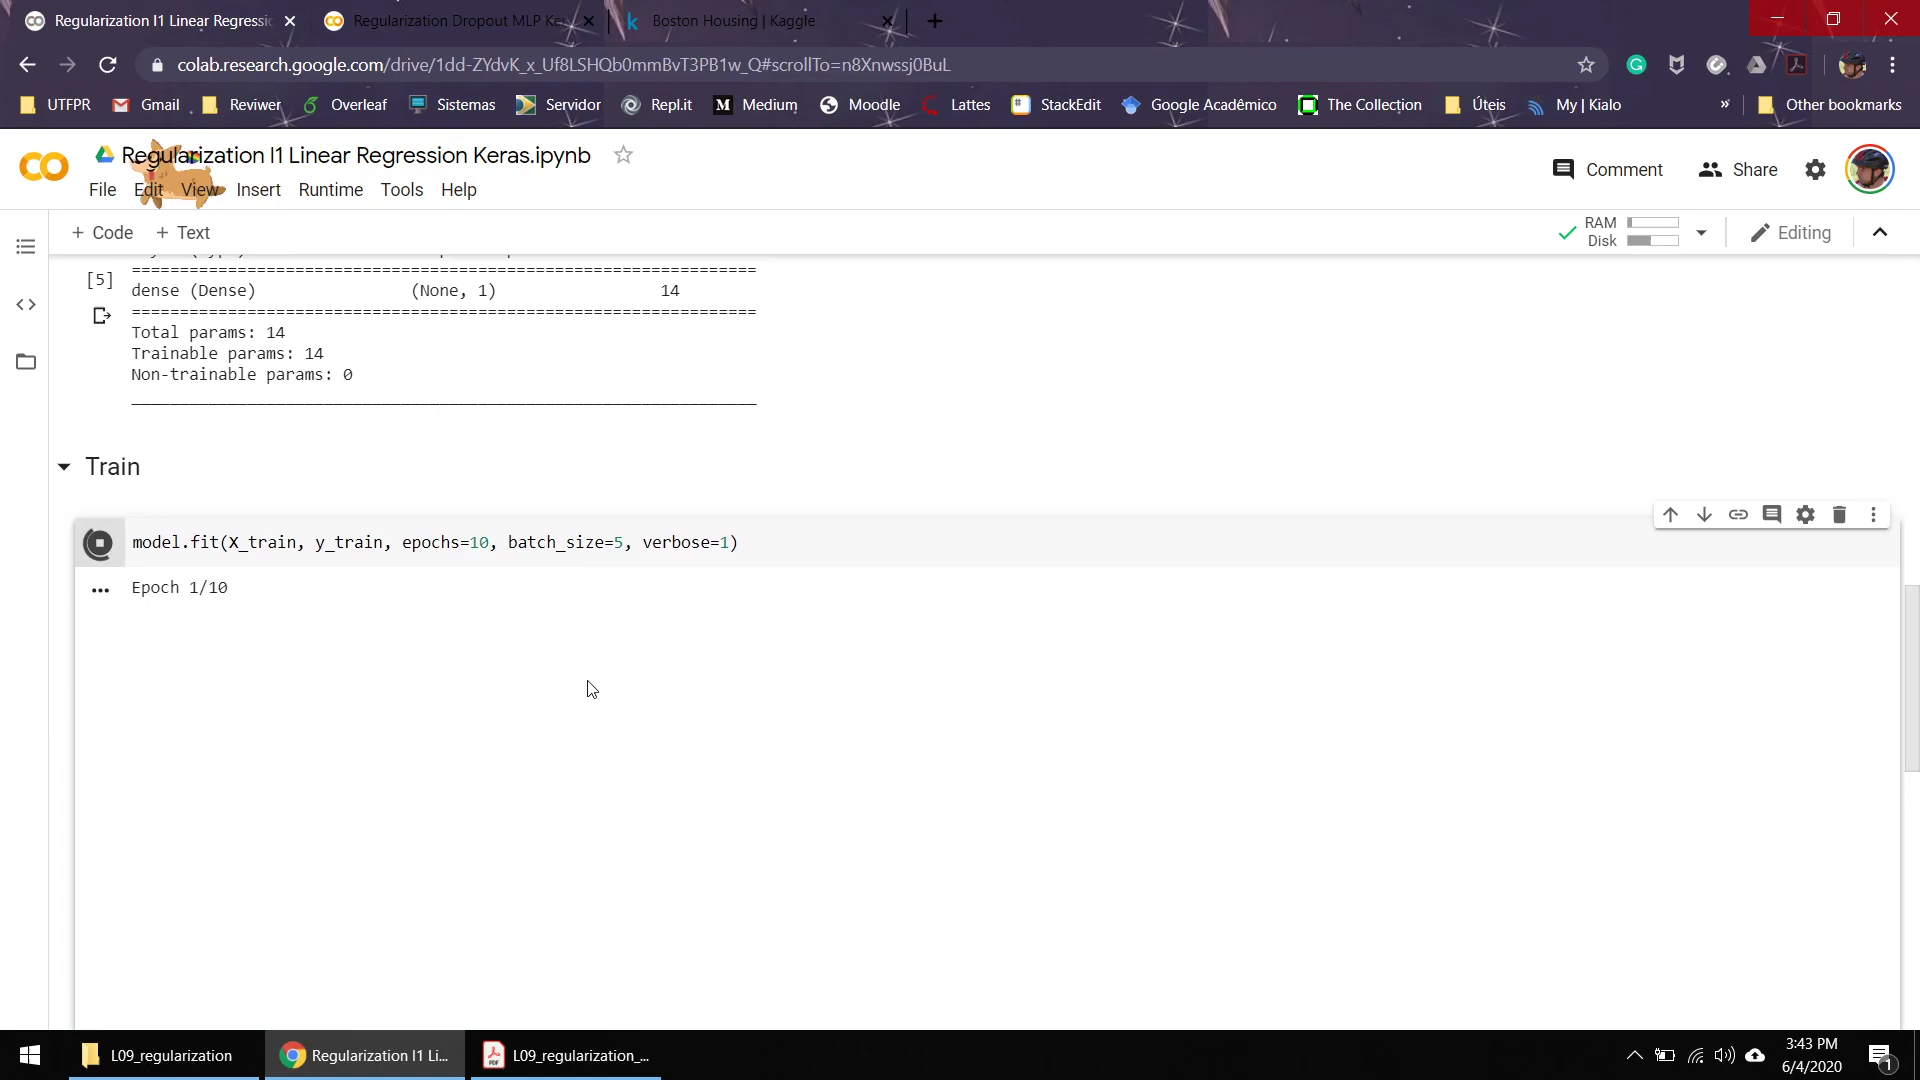 Regularization l1 Linear Regressi
Regularization Dropout MLP Ke
Boston Housing | Kaggle
colab.research.google.com/drive/1dd-ZYdvK_x_Uf8LSHQb0mmBvT3PB1w_Q#scrollTo=n8Xnwssj0BuL
UTFPR Gmail Reviwer Overleaf Sistemas Servidor Repl.it Medium Moodle Lattes StackEdit Google Acadêmico The Collection Úteis My | Kialo » Other bookmarks
Regularization l1 Linear Regression Keras.ipynb
Comment Share
File Edit View Insert Runtime Tools Help
+ Code + Text
RAM
Disk
Editing
[5]
=================================================================
dense (Dense) (None, 1) 14
=================================================================
Total params: 14
Trainable params: 14
Non-trainable params: 0
_________________________________________________________________
Train
model.fit(X_train, y_train, epochs=10, batch_size=5, verbose=1)
Epoch 1/10
L09_regularization
Regularization l1 Li...
L09_regularization_...
3:43 PM
6/4/2020
1